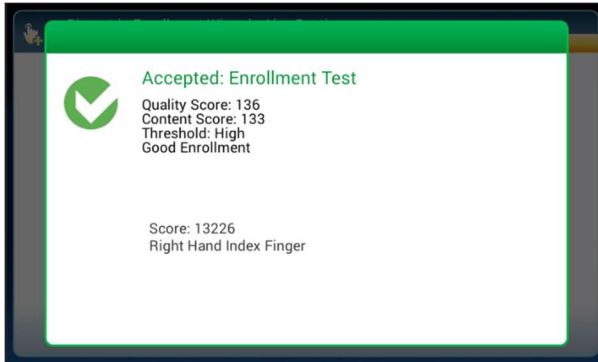 Accepted: Enrollment Test
Quality Score: 136
Content Score: 133
Threshold: High
Good Enrollment
Score: 13226
Right Hand Index Finger